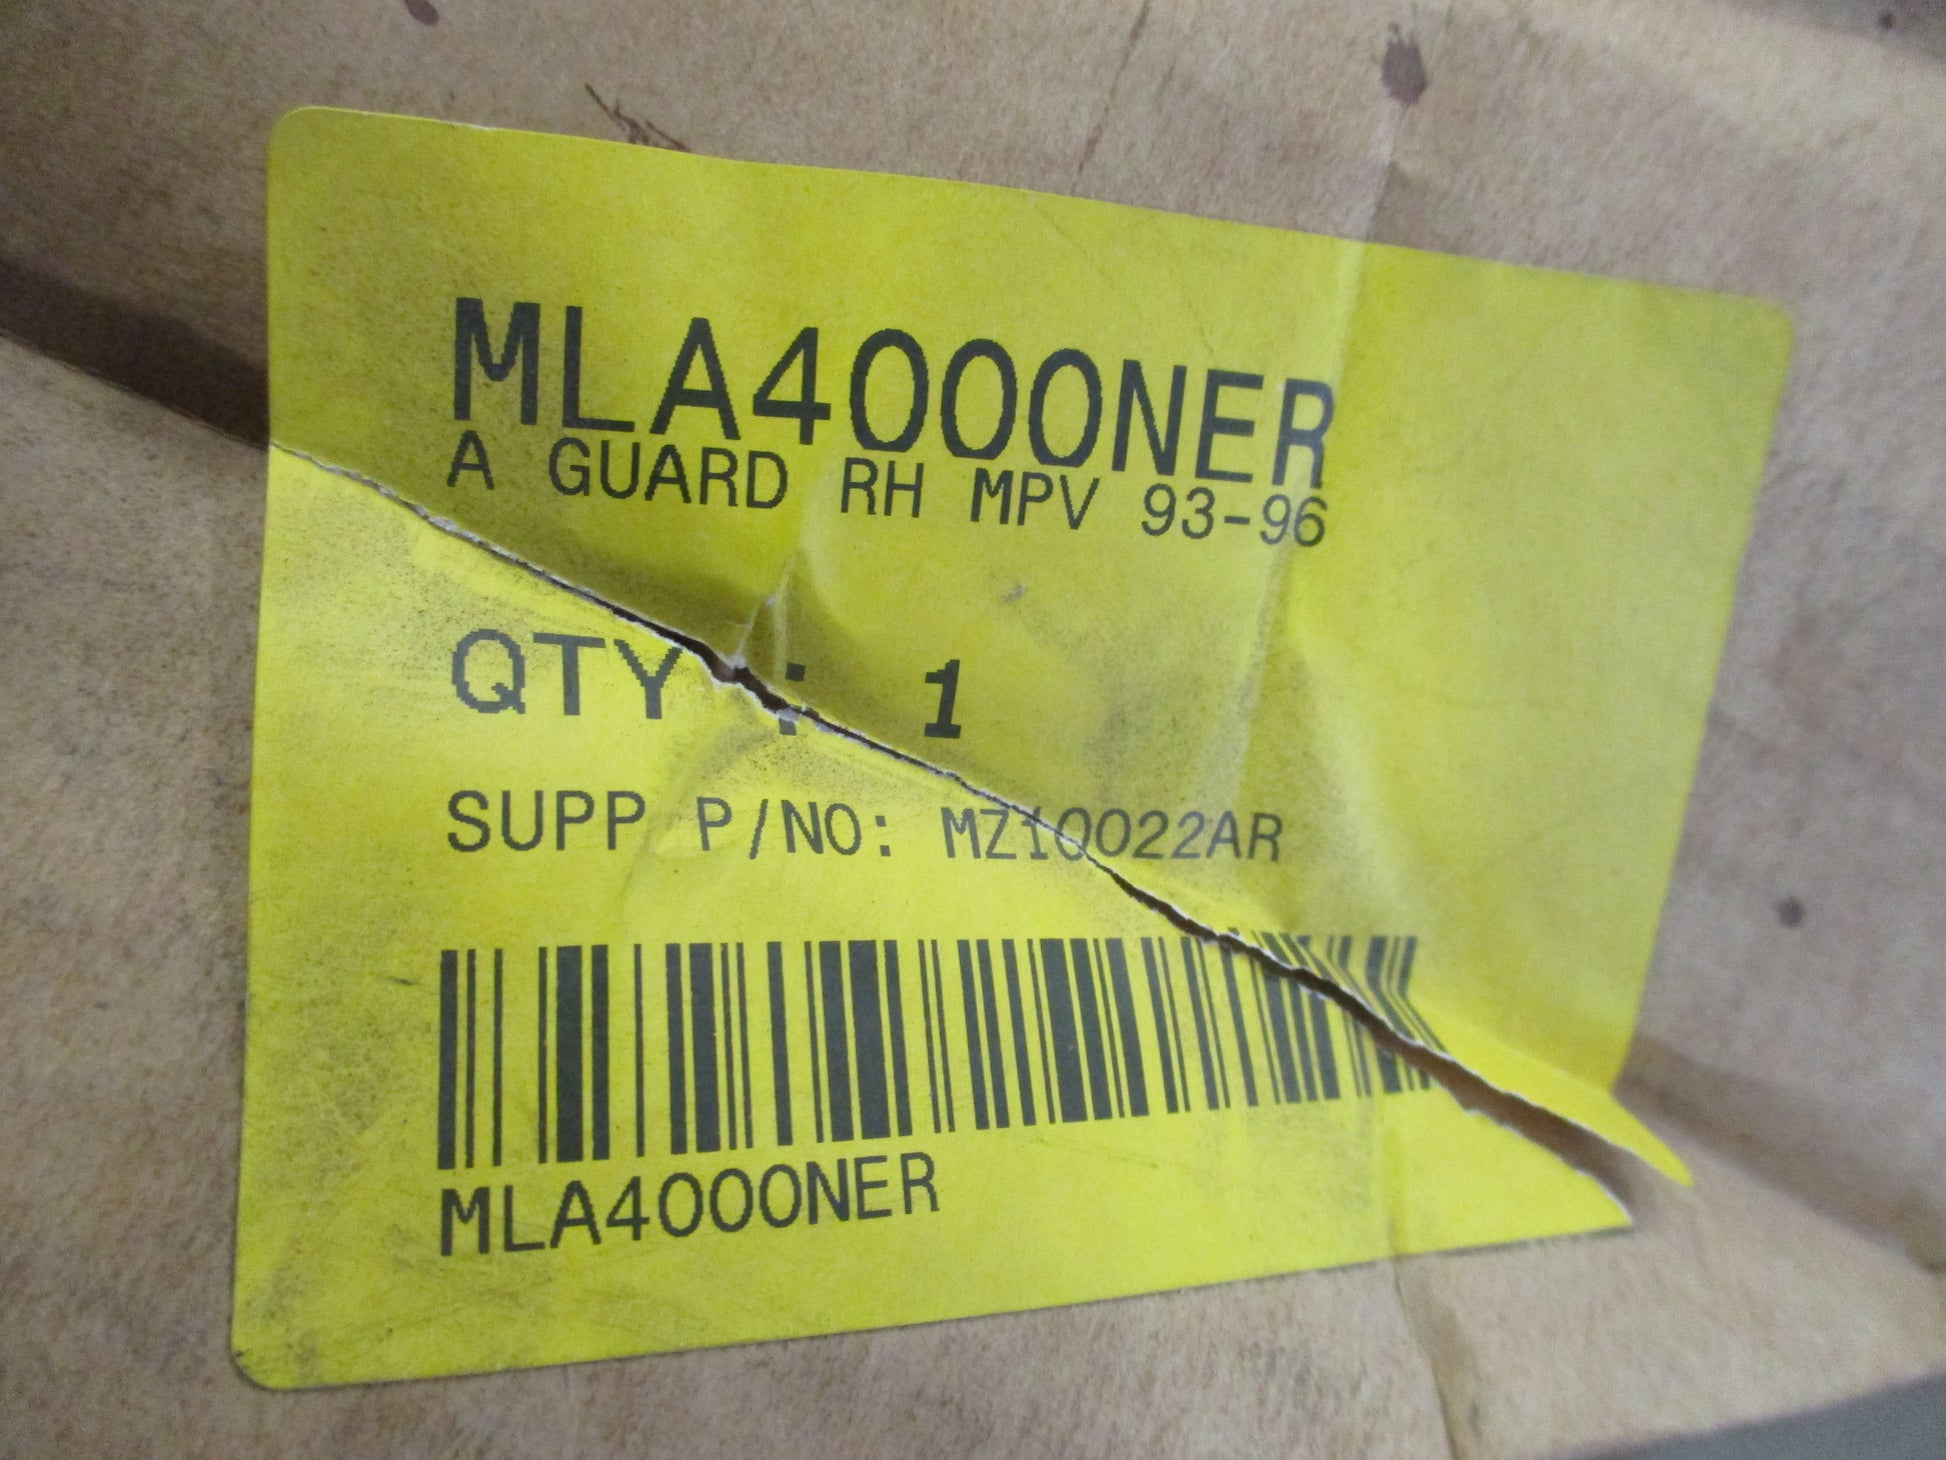 MLA4000NER
A GUARD RH MPV 93-96
QTY : 1
SUPP P/NO: MZ10022AR
MLA4000NER